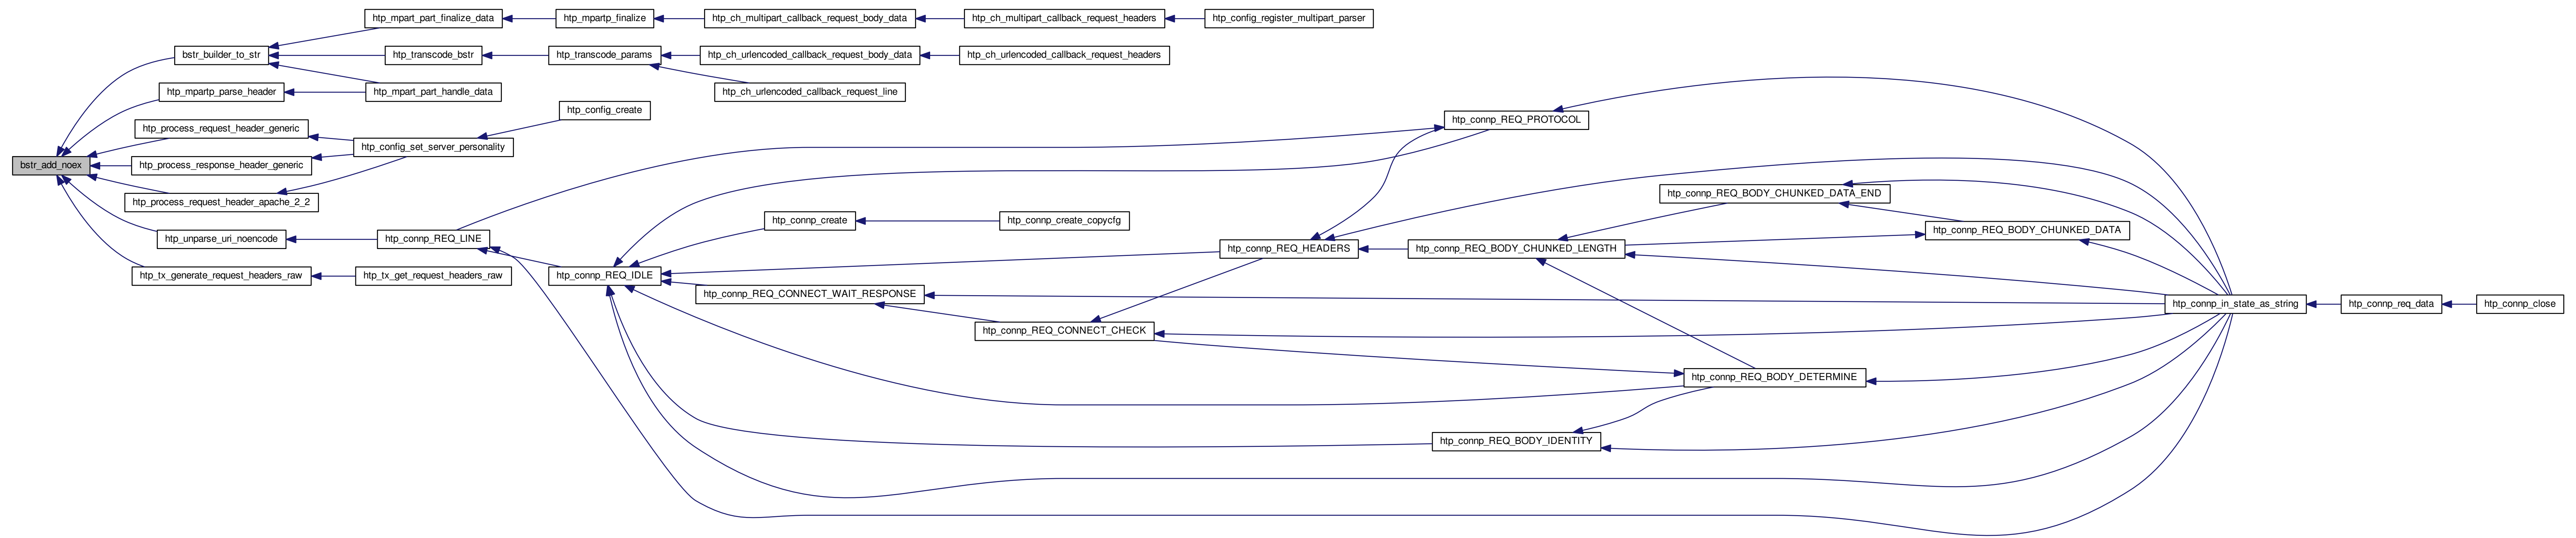 htp_mpart_part_finalize_data
htp_mpartp_finalize
htp_ch_multipart_callback_request_body_data
htp_ch_multipart_callback_request_headers
htp_config_register_multipart_parser
bstr_builder_to_str
htp_transcode_bstr
htp_transcode_params
htp_ch_urlencoded_callback_request_body_data
htp_ch_urlencoded_callback_request_headers
htp_mpartp_parse_header
htp_mpart_part_handle_data
htp_ch_urlencoded_callback_request_line
htp_config_create
htp_connp_REQ_PROTOCOL
htp_process_request_header_generic
htp_config_set_server_personality
bstr_add_noex
htp_process_response_header_generic
htp_process_request_header_apache_2_2
htp_connp_REQ_BODY_CHUNKED_DATA_END
htp_connp_create
htp_connp_create_copycfg
htp_connp_REQ_BODY_CHUNKED_DATA
htp_unparse_uri_noencode
htp_connp_REQ_LINE
htp_connp_REQ_HEADERS
htp_connp_REQ_BODY_CHUNKED_LENGTH
htp_tx_generate_request_headers_raw
htp_tx_get_request_headers_raw
htp_connp_REQ_IDLE
htp_connp_REQ_CONNECT_WAIT_RESPONSE
htp_connp_in_state_as_string
htp_connp_req_data
htp_connp_close
htp_connp_REQ_CONNECT_CHECK
htp_connp_REQ_BODY_DETERMINE
htp_connp_REQ_BODY_IDENTITY